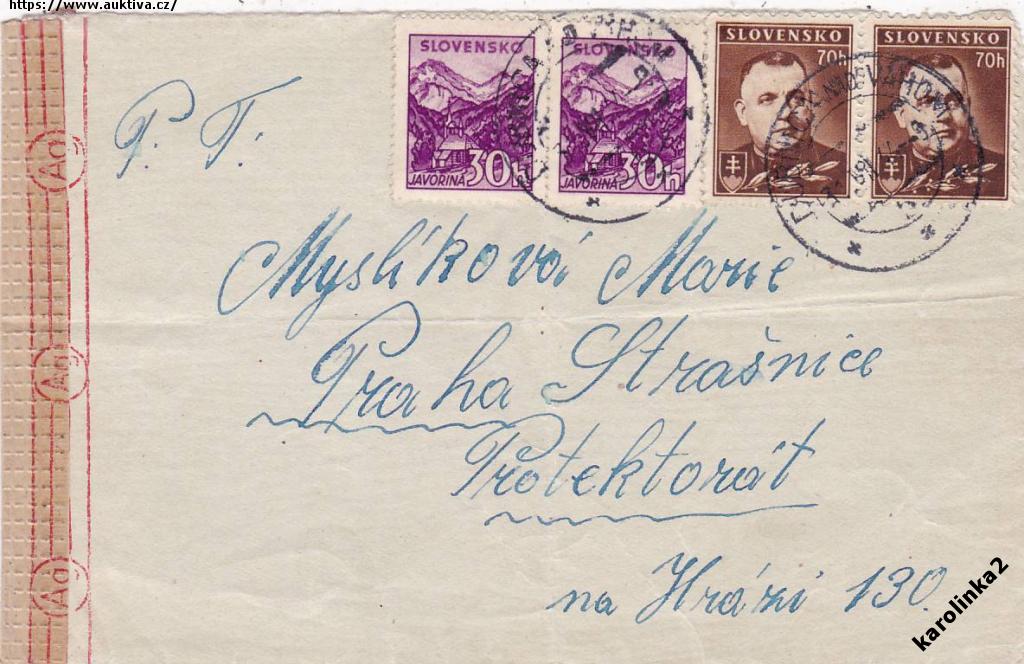 https://www.auktiva.cz/
SLOVENSKO SLOVENSKO SLOVENSKO SLOVENSKO
70h 70h
30h 30h
JAVORINA JAVORINA
P. T.
Myslíková Marie
Praha Strašnice
Protektorát
na Hrázi 130.
karolinka2